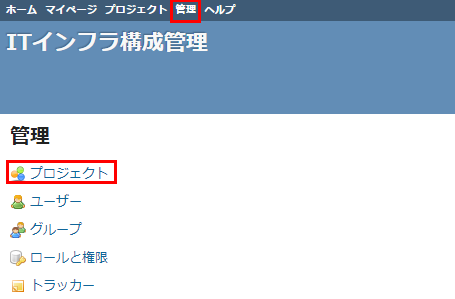 ホーム マイページ プロジェクト 管理 ヘルプ
ITインフラ構成管理
管理
プロジェクト
ユーザー
グループ
ロールと権限
トラッカー